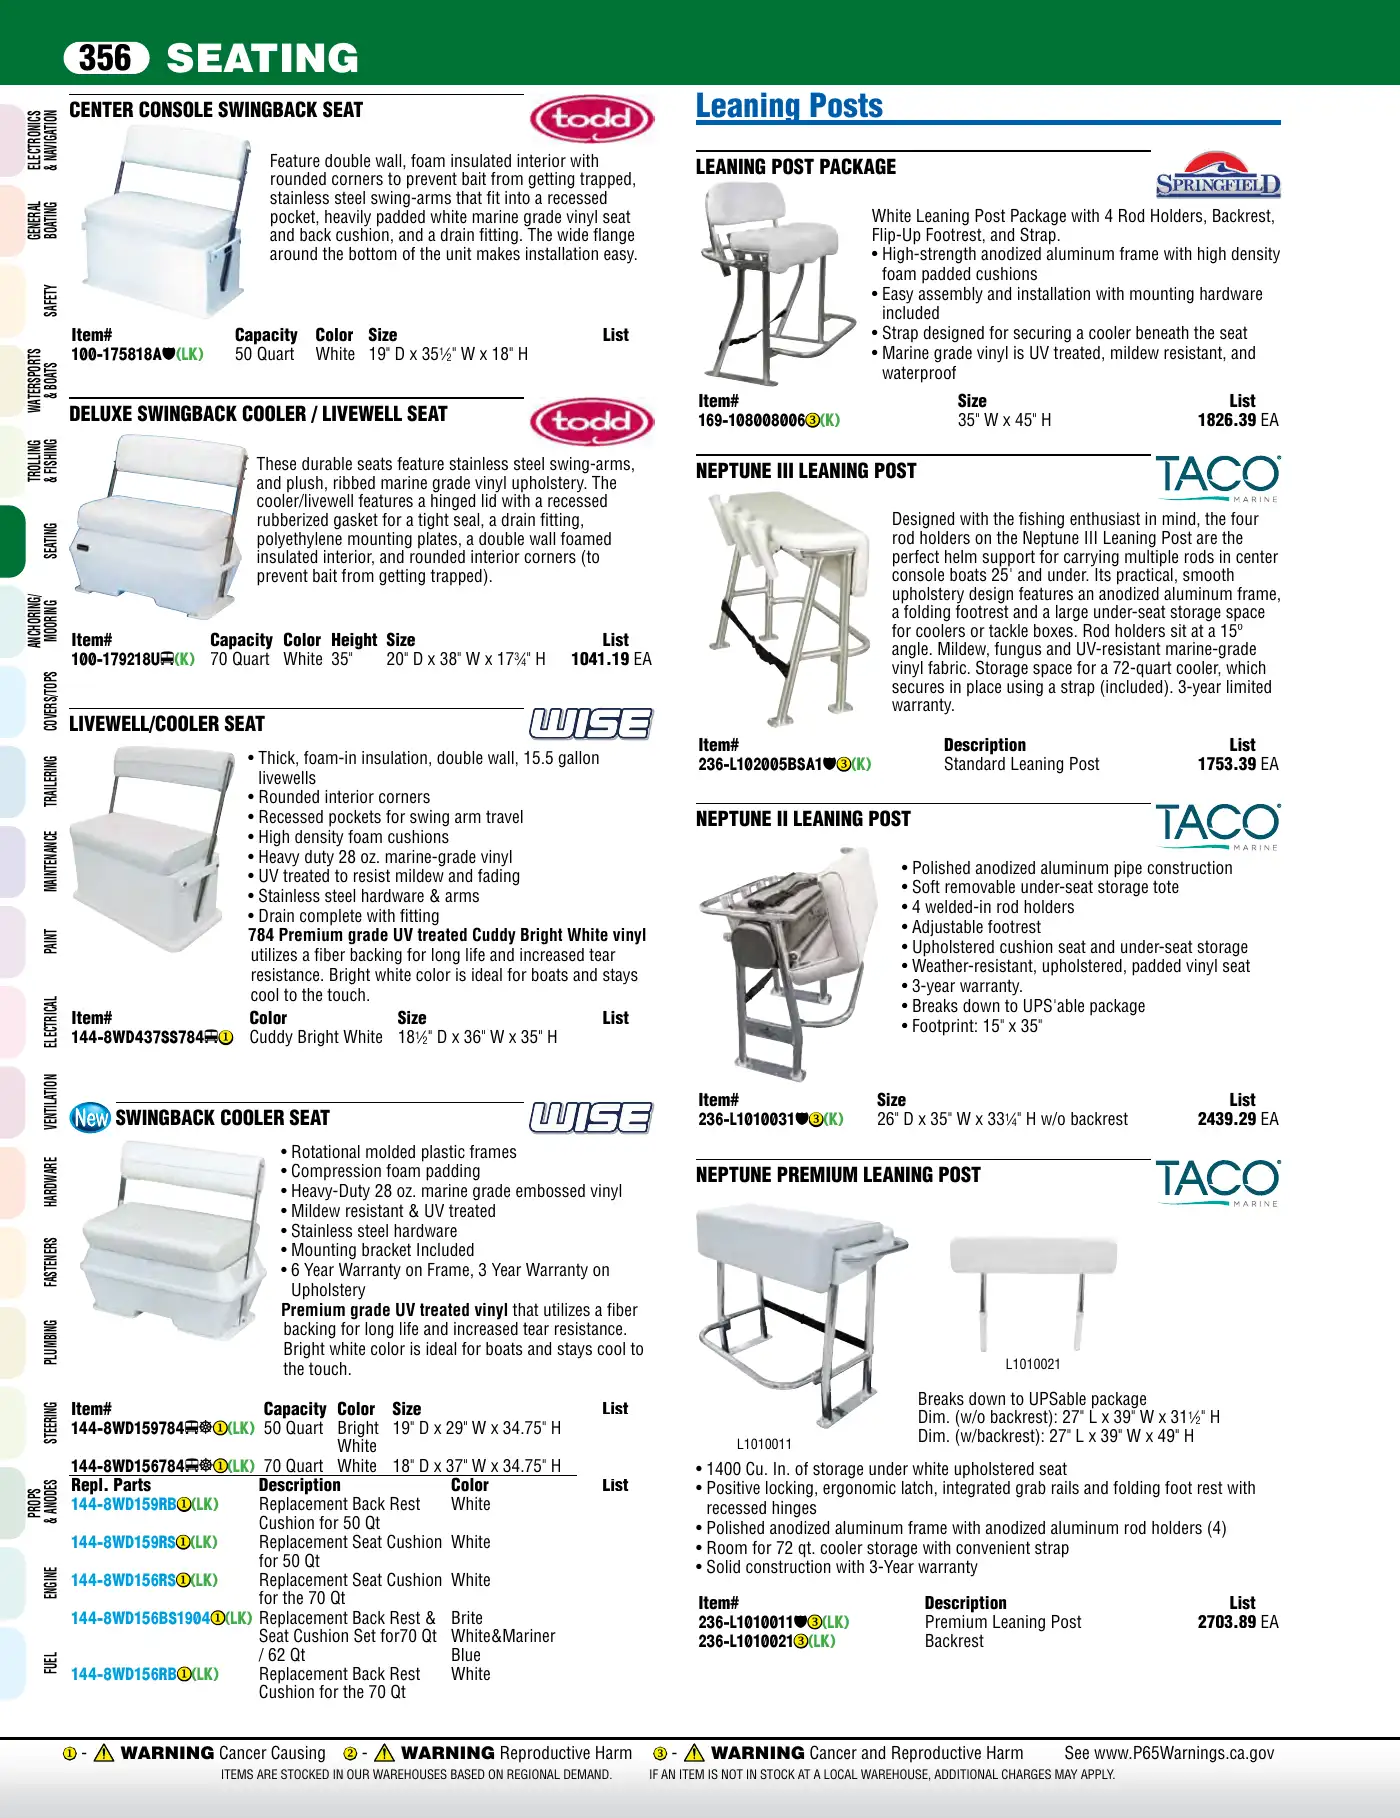 356 SEATING
ELECTRONICS
& NAVIGATION
GENERAL
BOATING
SAFETY
WATERSPORTS
& BOATS
TROLLING
& FISHING
SEATING
ANCHORING/
MOORING
COVERS/TOPS
TRAILERING
MAINTENANCE
PAINT
ELECTRICAL
VENTILATION
HARDWARE
FASTENERS
PLUMBING
STEERING
PROPS
& ANODES
ENGINE
FUEL
CENTER CONSOLE SWINGBACK SEAT
todd
Feature double wall, foam insulated interior with
rounded corners to prevent bait from getting trapped,
stainless steel swing-arms that fit into a recessed
pocket, heavily padded white marine grade vinyl seat
and back cushion, and a drain fitting. The wide flange
around the bottom of the unit makes installation easy.
Item# Capacity Color Size List
100-175818A(LK) 50 Quart White 19" D x 35½" W x 18" H
DELUXE SWINGBACK COOLER / LIVEWELL SEAT
todd
These durable seats feature stainless steel swing-arms,
and plush, ribbed marine grade vinyl upholstery. The
cooler/livewell features a hinged lid with a recessed
rubberized gasket for a tight seal, a drain fitting,
polyethylene mounting plates, a double wall foamed
insulated interior, and rounded interior corners (to
prevent bait from getting trapped).
Item# Capacity Color Height Size List
100-179218U(K) 70 Quart White 35" 20" D x 38" W x 17¾" H 1041.19 EA
LIVEWELL/COOLER SEAT
WISE
• Thick, foam-in insulation, double wall, 15.5 gallon
livewells
• Rounded interior corners
• Recessed pockets for swing arm travel
• High density foam cushions
• Heavy duty 28 oz. marine-grade vinyl
• UV treated to resist mildew and fading
• Stainless steel hardware & arms
• Drain complete with fitting
784 Premium grade UV treated Cuddy Bright White vinyl
utilizes a fiber backing for long life and increased tear
resistance. Bright white color is ideal for boats and stays
cool to the touch.
Item# Color Size List
144-8WD437SS784 1 Cuddy Bright White 18½" D x 36" W x 35" H
New SWINGBACK COOLER SEAT
WISE
• Rotational molded plastic frames
• Compression foam padding
• Heavy-Duty 28 oz. marine grade embossed vinyl
• Mildew resistant & UV treated
• Stainless steel hardware
• Mounting bracket Included
• 6 Year Warranty on Frame, 3 Year Warranty on
Upholstery
Premium grade UV treated vinyl that utilizes a fiber
backing for long life and increased tear resistance.
Bright white color is ideal for boats and stays cool to
the touch.
Item# Capacity Color Size List
144-8WD159784 1(LK) 50 Quart Bright 19" D x 29" W x 34.75" H
White
144-8WD156784 1(LK) 70 Quart White 18" D x 37" W x 34.75" H
Repl. Parts Description Color List
144-8WD159RB 1(LK) Replacement Back Rest White
Cushion for 50 Qt
144-8WD159RS 1(LK) Replacement Seat Cushion White
for 50 Qt
144-8WD156RS 1(LK) Replacement Seat Cushion White
for the 70 Qt
144-8WD156BS1904 1(LK) Replacement Back Rest & Brite
Seat Cushion Set for70 Qt White&Mariner
/ 62 Qt Blue
144-8WD156RB 1(LK) Replacement Back Rest White
Cushion for the 70 Qt
Leaning Posts
LEANING POST PACKAGE
SPRINGFIELD
White Leaning Post Package with 4 Rod Holders, Backrest,
Flip-Up Footrest, and Strap.
• High-strength anodized aluminum frame with high density
foam padded cushions
• Easy assembly and installation with mounting hardware
included
• Strap designed for securing a cooler beneath the seat
• Marine grade vinyl is UV treated, mildew resistant, and
waterproof
Item# Size List
169-108008006 3(K) 35" W x 45" H 1826.39 EA
NEPTUNE III LEANING POST
TACO
MARINE
Designed with the fishing enthusiast in mind, the four
rod holders on the Neptune III Leaning Post are the
perfect helm support for carrying multiple rods in center
console boats 25' and under. Its practical, smooth
upholstery design features an anodized aluminum frame,
a folding footrest and a large under-seat storage space
for coolers or tackle boxes. Rod holders sit at a 15º
angle. Mildew, fungus and UV-resistant marine-grade
vinyl fabric. Storage space for a 72-quart cooler, which
secures in place using a strap (included). 3-year limited
warranty.
Item# Description List
236-L102005BSA1 3(K) Standard Leaning Post 1753.39 EA
NEPTUNE II LEANING POST
TACO
MARINE
• Polished anodized aluminum pipe construction
• Soft removable under-seat storage tote
• 4 welded-in rod holders
• Adjustable footrest
• Upholstered cushion seat and under-seat storage
• Weather-resistant, upholstered, padded vinyl seat
• 3-year warranty.
• Breaks down to UPS'able package
• Footprint: 15" x 35"
Item# Size List
236-L1010031 3(K) 26" D x 35" W x 33¼" H w/o backrest 2439.29 EA
NEPTUNE PREMIUM LEANING POST
TACO
MARINE
L1010021
L1010011
Breaks down to UPSable package
Dim. (w/o backrest): 27" L x 39" W x 31½" H
Dim. (w/backrest): 27" L x 39" W x 49" H
• 1400 Cu. In. of storage under white upholstered seat
• Positive locking, ergonomic latch, integrated grab rails and folding foot rest with
recessed hinges
• Polished anodized aluminum frame with anodized aluminum rod holders (4)
• Room for 72 qt. cooler storage with convenient strap
• Solid construction with 3-Year warranty
Item# Description List
236-L1010011 3(LK) Premium Leaning Post 2703.89 EA
236-L1010021 3(LK) Backrest
1 - WARNING Cancer Causing 2 - WARNING Reproductive Harm 3 - WARNING Cancer and Reproductive Harm See www.P65Warnings.ca.gov
ITEMS ARE STOCKED IN OUR WAREHOUSES BASED ON REGIONAL DEMAND. IF AN ITEM IS NOT IN STOCK AT A LOCAL WAREHOUSE, ADDITIONAL CHARGES MAY APPLY.